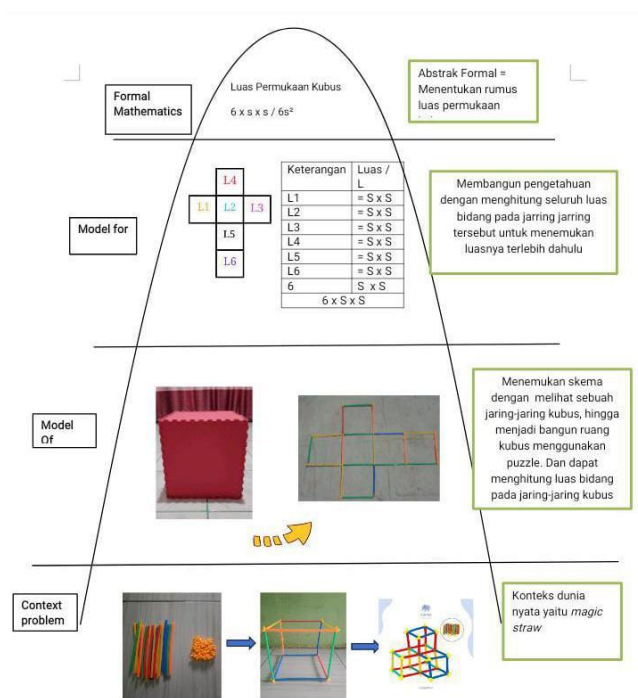 Formal
Mathematics
Luas Permukaan Kubus
6 x s x s / 6s²
Abstrak Formal =
Menentukan rumus
luas permukaan
Model for
L4
L1 L2 L3
L5
L6
Keterangan Luas /
L
L1 = S x S
L2 = S x S
L3 = S x S
L4 = S x S
L5 = S x S
L6 = S x S
6 S x S
6 x S x S
Membangun pengetahuan
dengan menghitung seluruh luas
bidang pada jarring jarring
tersebut untuk menemukan
luasnya terlebih dahulu
Model
Of
Menemukan skema
dengan melihat sebuah
jaring-jaring kubus, hingga
menjadi bangun ruang
kubus menggunakan
puzzle. Dan dapat
menghitung luas bidang
pada jaring-jaring kubus
Context
problem
Konteks dunia
nyata yaitu magic
straw